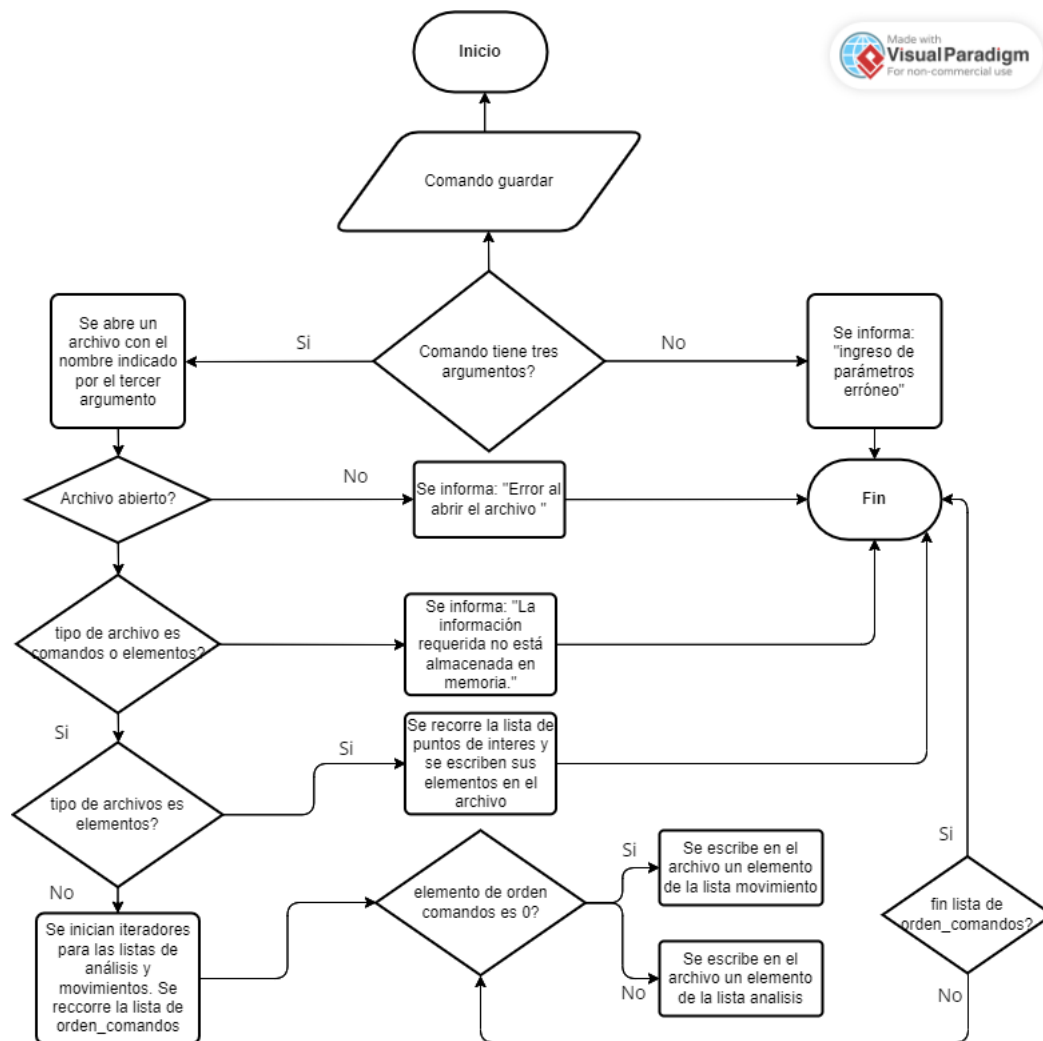 Inicio
Made with
Visual Paradigm
For non-commercial use
Comando guardar
Se abre un
archivo con el
nombre indicado
por el tercer
argumento
Si
Comando tiene tres
argumentos?
No
Se informa:
"ingreso de
parámetros
erróneo"
Archivo abierto?
No
Se informa: "Error al
abrir el archivo "
Fin
tipo de archivo es
comandos o elementos?
Se informa: "La
información
requerida no está
almacenada en
memoria."
Si
tipo de archivos es
elementos?
Si
Se recorre la lista de
puntos de interes y
se escriben sus
elementos en el
archivo
No
Se inician iteradores
para las listas de
análisis y
movimientos. Se
reccorre la lista de
orden_comandos
elemento de orden
comandos es 0?
Si
Se escribe en el
archivo un elemento
de la lista movimiento
No
Se escribe en el
archivo un elemento
de la lista analisis
Si
fin lista de
orden_comandos?
No